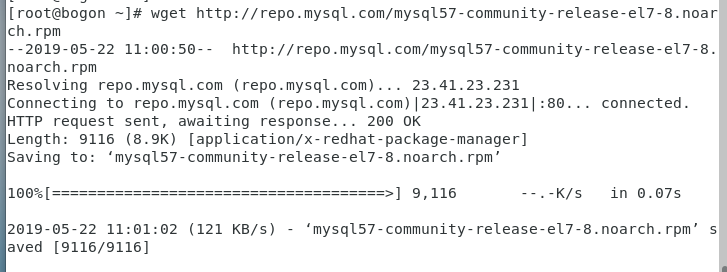 [root@bogon ~]# wget http://repo.mysql.com/mysql57-community-release-el7-8.noar
ch.rpm
--2019-05-22 11:00:50--  http://repo.mysql.com/mysql57-community-release-el7-8.
noarch.rpm
Resolving repo.mysql.com (repo.mysql.com)... 23.41.23.231
Connecting to repo.mysql.com (repo.mysql.com)|23.41.23.231|:80... connected.
HTTP request sent, awaiting response... 200 OK
Length: 9116 (8.9K) [application/x-redhat-package-manager]
Saving to: ‘mysql57-community-release-el7-8.noarch.rpm’
100%[=====================================>] 9,116       --.-K/s   in 0.07s
2019-05-22 11:01:02 (121 KB/s) - ‘mysql57-community-release-el7-8.noarch.rpm’ s
aved [9116/9116]